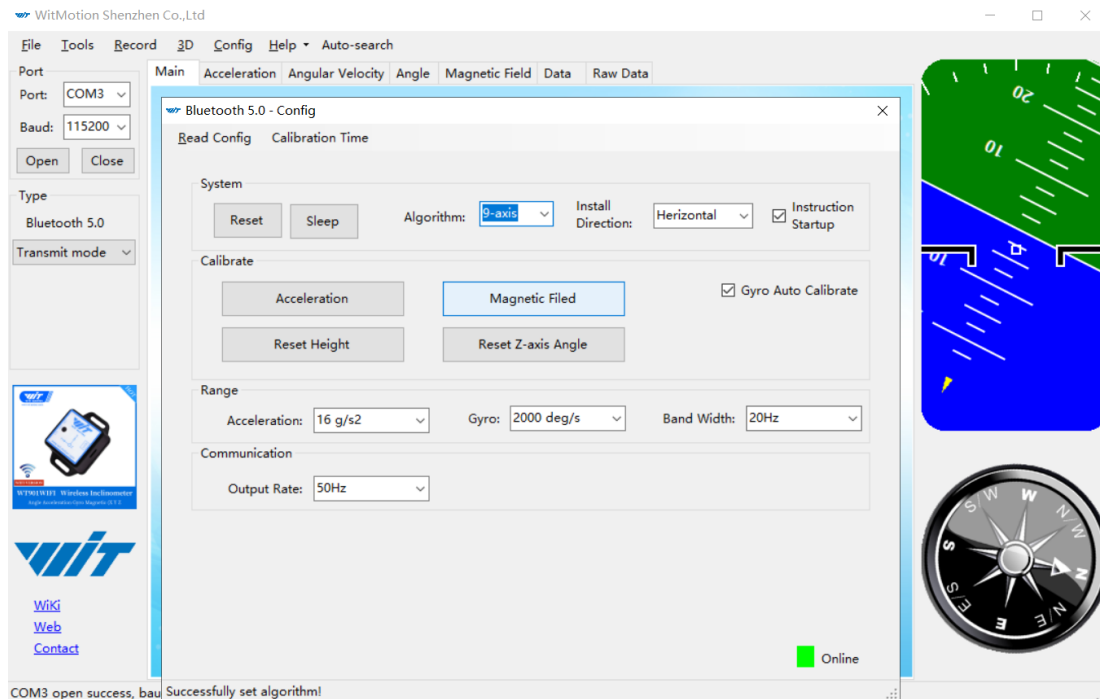 WitMotion Shenzhen Co.,Ltd
File Tools Record 3D Config Help Auto-search
Port
Port: COM3
Baud: 115200
Open Close
Type
Bluetooth 5.0
Transmit mode
WIT
WT901WIFI Wireless Inclinometer
WIT
WiKi
Web
Contact
Main Acceleration Angular Velocity Angle Magnetic Field Data Raw Data
Bluetooth 5.0 - Config
Read Config Calibration Time
System
Reset Sleep Algorithm: 9-axis Install Direction: Herizontal Instruction Startup
Calibrate
Acceleration Magnetic Filed Gyro Auto Calibrate
Reset Height Reset Z-axis Angle
Range
Acceleration: 16 g/s2 Gyro: 2000 deg/s Band Width: 20Hz
Communication
Output Rate: 50Hz
Online
20
10
10
S/W W N/W
S N
S/E E N/E
COM3 open success, bau Successfully set algorithm!